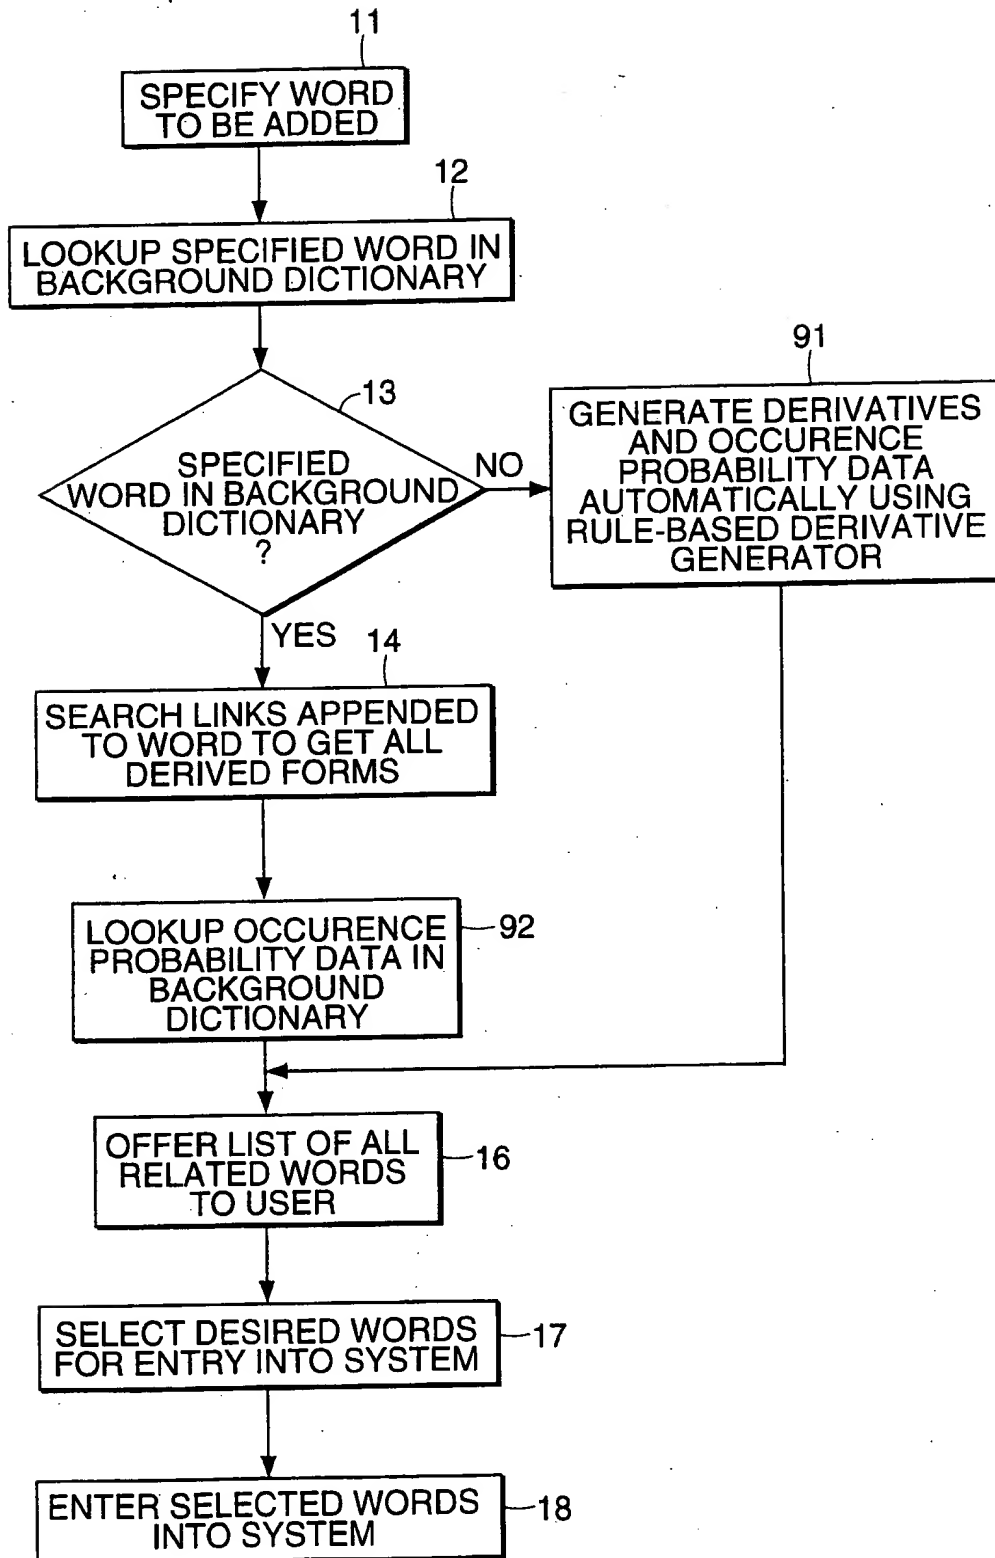 11
SPECIFY WORD
TO BE ADDED
12
LOOKUP SPECIFIED WORD IN
BACKGROUND DICTIONARY
13
SPECIFIED
WORD IN BACKGROUND
DICTIONARY
?
NO
91
GENERATE DERIVATIVES
AND OCCURENCE
PROBABILITY DATA
AUTOMATICALLY USING
RULE-BASED DERIVATIVE
GENERATOR
YES
14
SEARCH LINKS APPENDED
TO WORD TO GET ALL
DERIVED FORMS
LOOKUP OCCURENCE
PROBABILITY DATA IN
BACKGROUND
DICTIONARY
92
OFFER LIST OF ALL
RELATED WORDS
TO USER
16
SELECT DESIRED WORDS
FOR ENTRY INTO SYSTEM
17
ENTER SELECTED WORDS
INTO SYSTEM
18